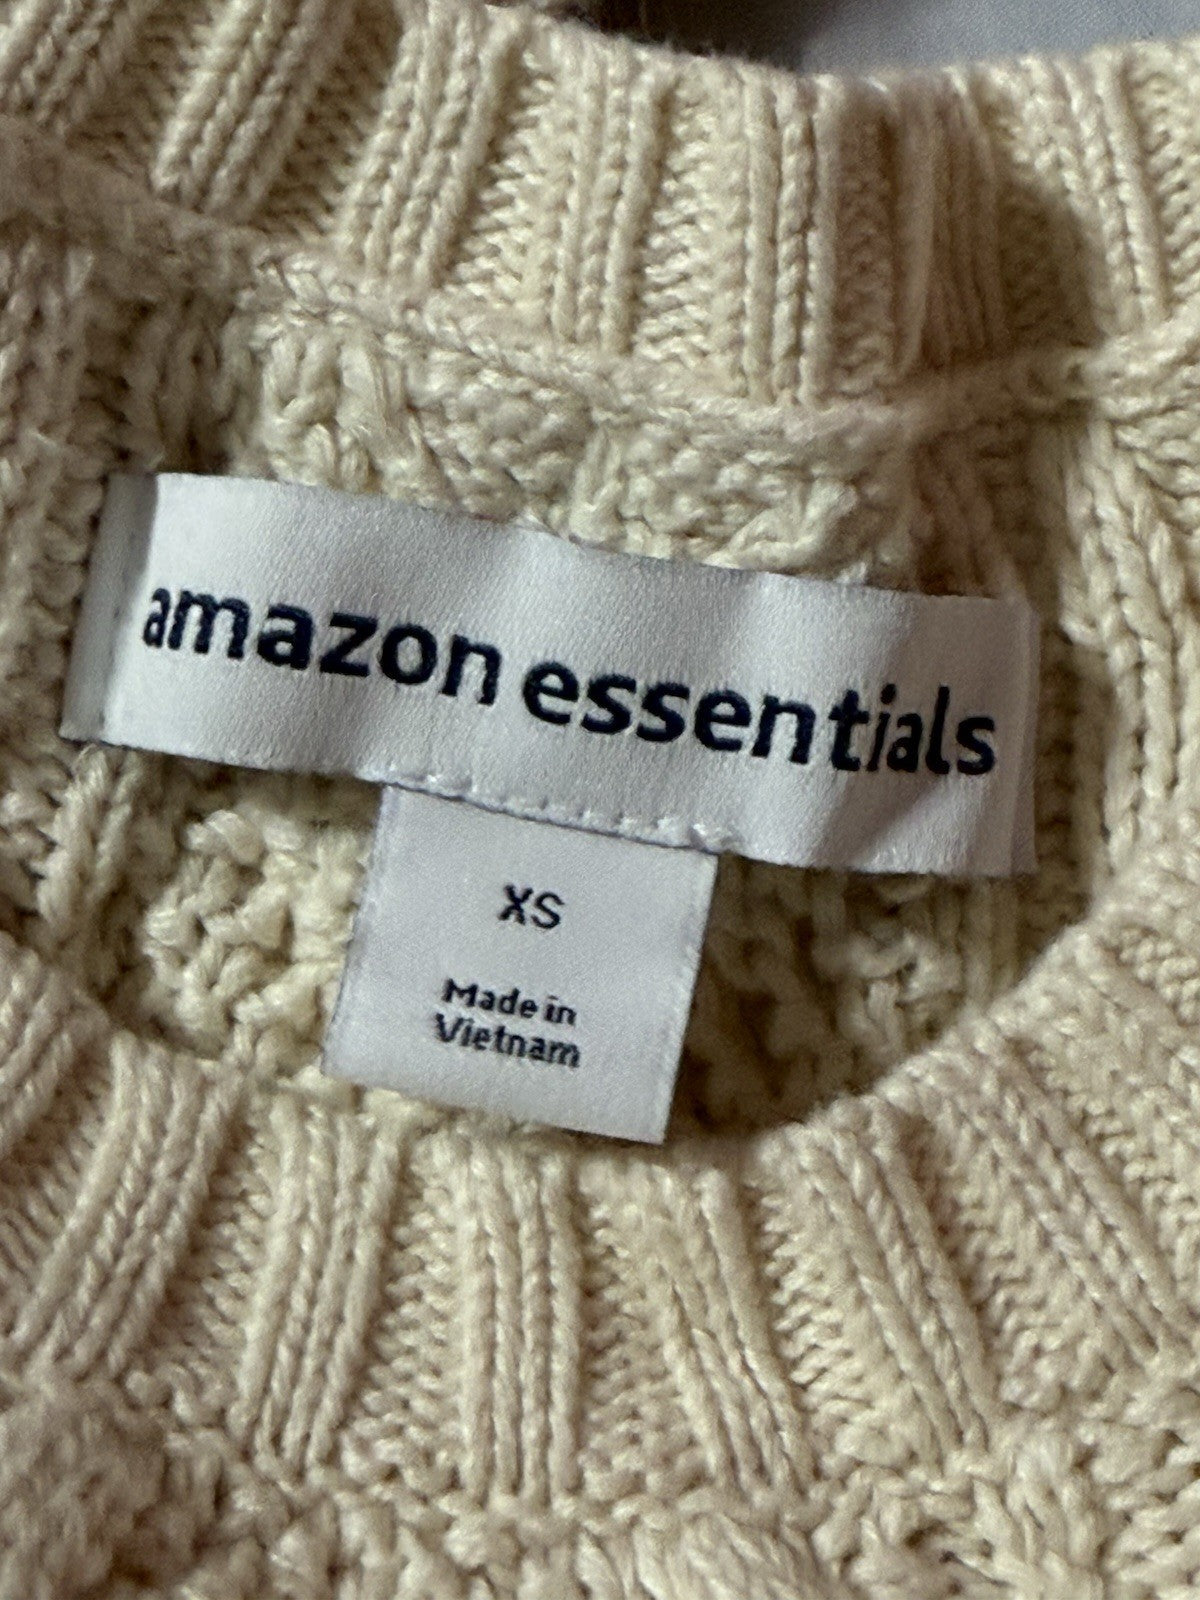 amazon essentials
XS
Made in
Vietnam